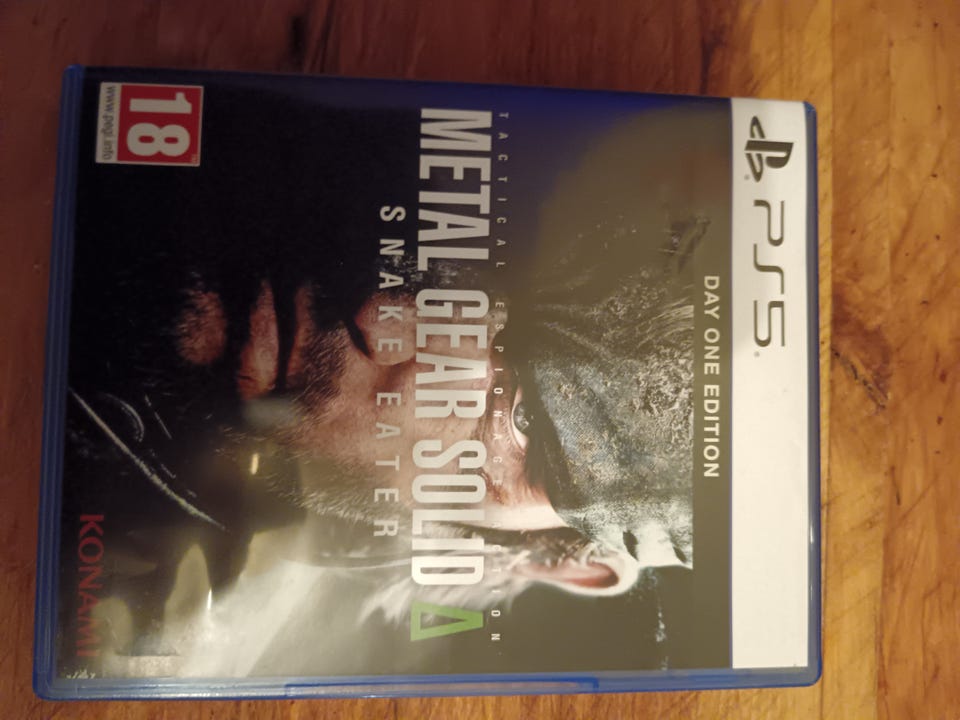 PS5
DAY ONE EDITION
TACTICAL ESPIONAGE ACTION
METAL GEAR SOLID Δ
SNAKE EATER
18
www.pegi.info
KONAMI